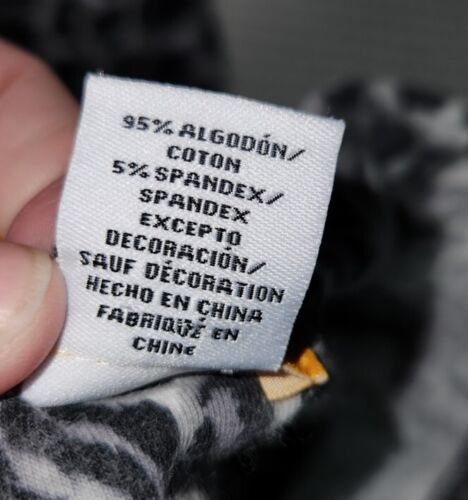 95% ALGODÓN/
COTON
5% SPANDEX/
SPANDEX
EXCEPTO
DECORACIÓN/
SAUF DÉCORATION
HECHO EN CHINA
FABRIQUÉ EN
CHINE